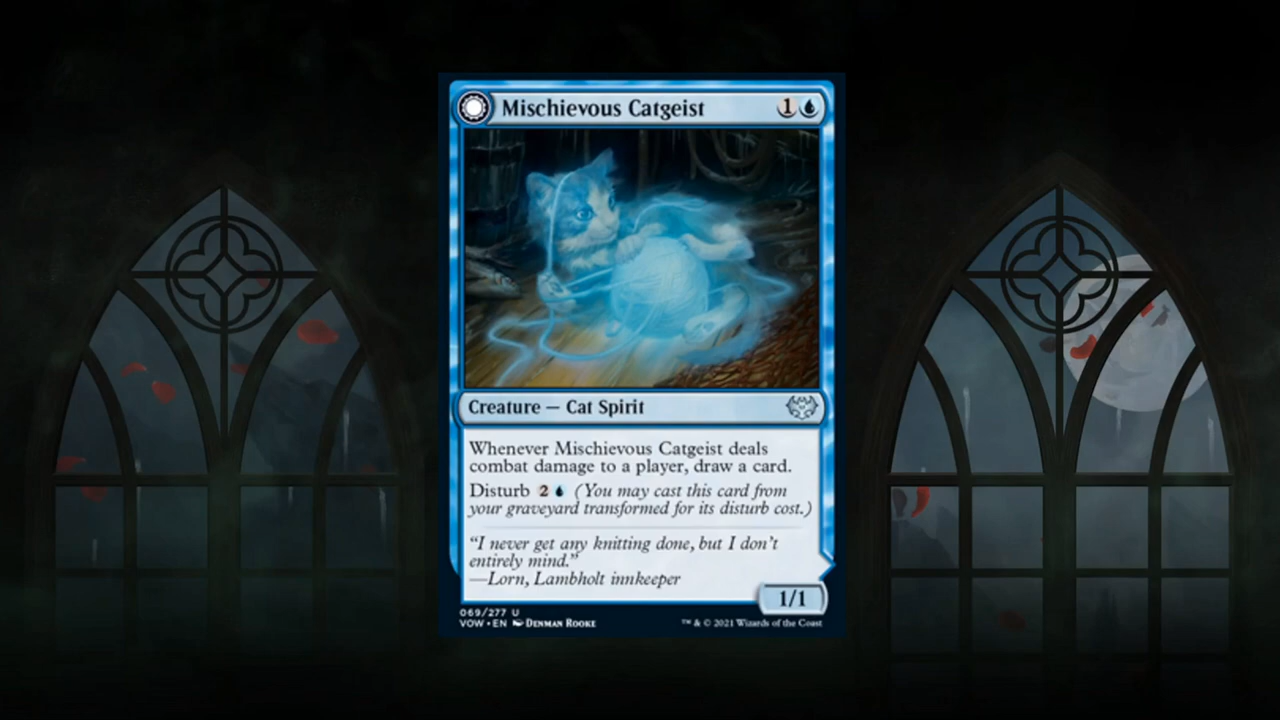 Mischievous Catgeist 1
Creature — Cat Spirit
Whenever Mischievous Catgeist deals
combat damage to a player, draw a card.
Disturb 2 (You may cast this card from
your graveyard transformed for its disturb cost.)
“I never get any knitting done, but I don’t
entirely mind.”
—Lorn, Lambholt innkeeper
1/1
069/277 U
VOW • EN Denman Rooke
™ & © 2021 Wizards of the Coast